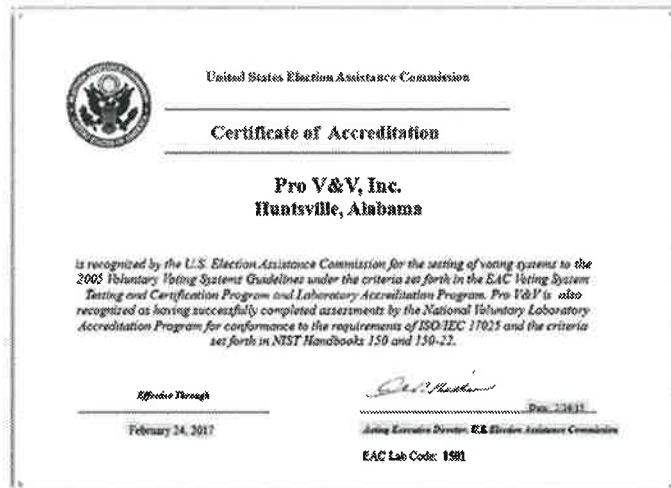 United States Election Assistance Commission
Certificate of Accreditation
Pro V&V, Inc.
Huntsville, Alabama
is recognized by the U.S. Election Assistance Commission for the testing of voting systems to the
2005 Voluntary Voting Systems Guidelines under the criteria set forth in the EAC Voting System
Testing and Certification Program and Laboratory Accreditation Program. Pro V&V is also
recognized as having successfully completed assessments by the National Voluntary Laboratory
Accreditation Program for conformance to the requirements of ISO/IEC 17025 and the criteria
set forth in NIST Handbooks 150 and 150-22.
Effective Through
February 24, 2017
Date:
Acting Executive Director, U.S. Election Assistance Commission
EAC Lab Code: 1501